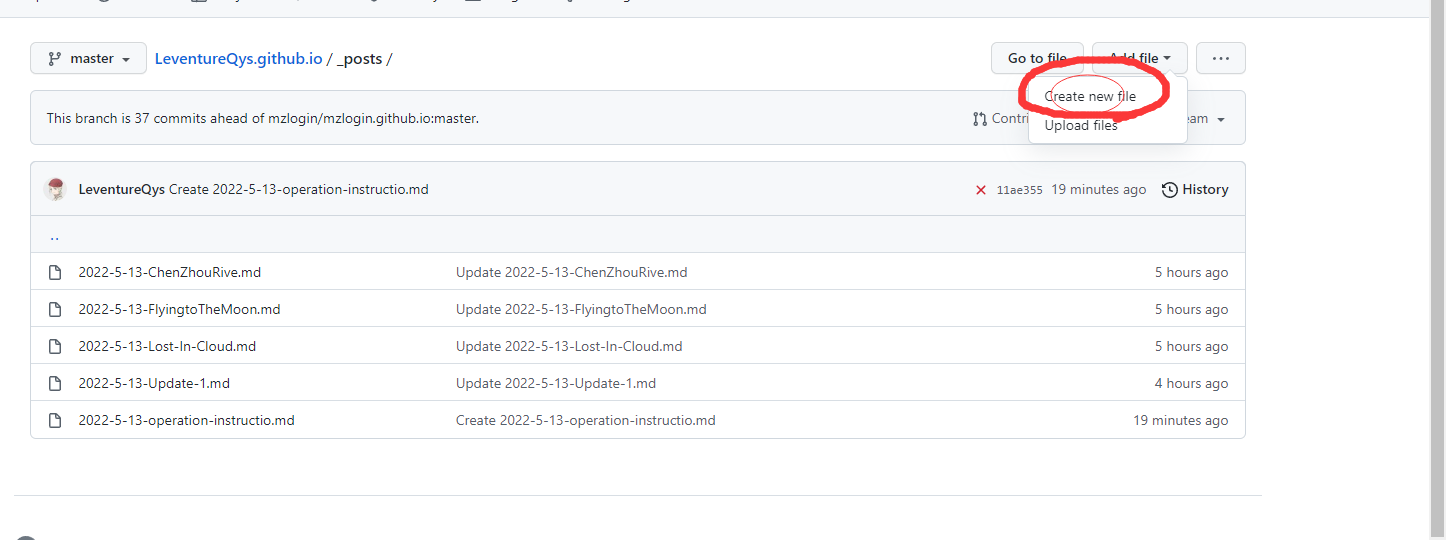 master LeventureQys.github.io / _posts / Go to file Add file ...
Create new file
This branch is 37 commits ahead of mzlogin/mzlogin.github.io:master.
Upload files
LeventureQys Create 2022-5-13-operation-instructio.md 11ae355 19 minutes ago History
..
2022-5-13-ChenZhouRive.md Update 2022-5-13-ChenZhouRive.md 5 hours ago
2022-5-13-FlyingtoTheMoon.md Update 2022-5-13-FlyingtoTheMoon.md 5 hours ago
2022-5-13-Lost-In-Cloud.md Update 2022-5-13-Lost-In-Cloud.md 5 hours ago
2022-5-13-Update-1.md Update 2022-5-13-Update-1.md 4 hours ago
2022-5-13-operation-instructio.md Create 2022-5-13-operation-instructio.md 19 minutes ago